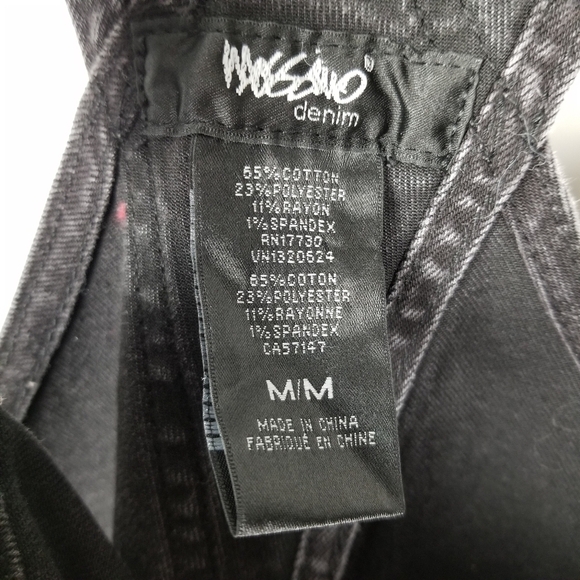 Mossimo®
denim
65% COTTON
23% POLYESTER
11% RAYON
1% SPANDEX
RN17730
VN1320624
65% COTON
23% POLYESTER
11% RAYONNE
1% SPANDEX
CA57147
M/M
MADE IN CHINA
FABRIQUÉ EN CHINE